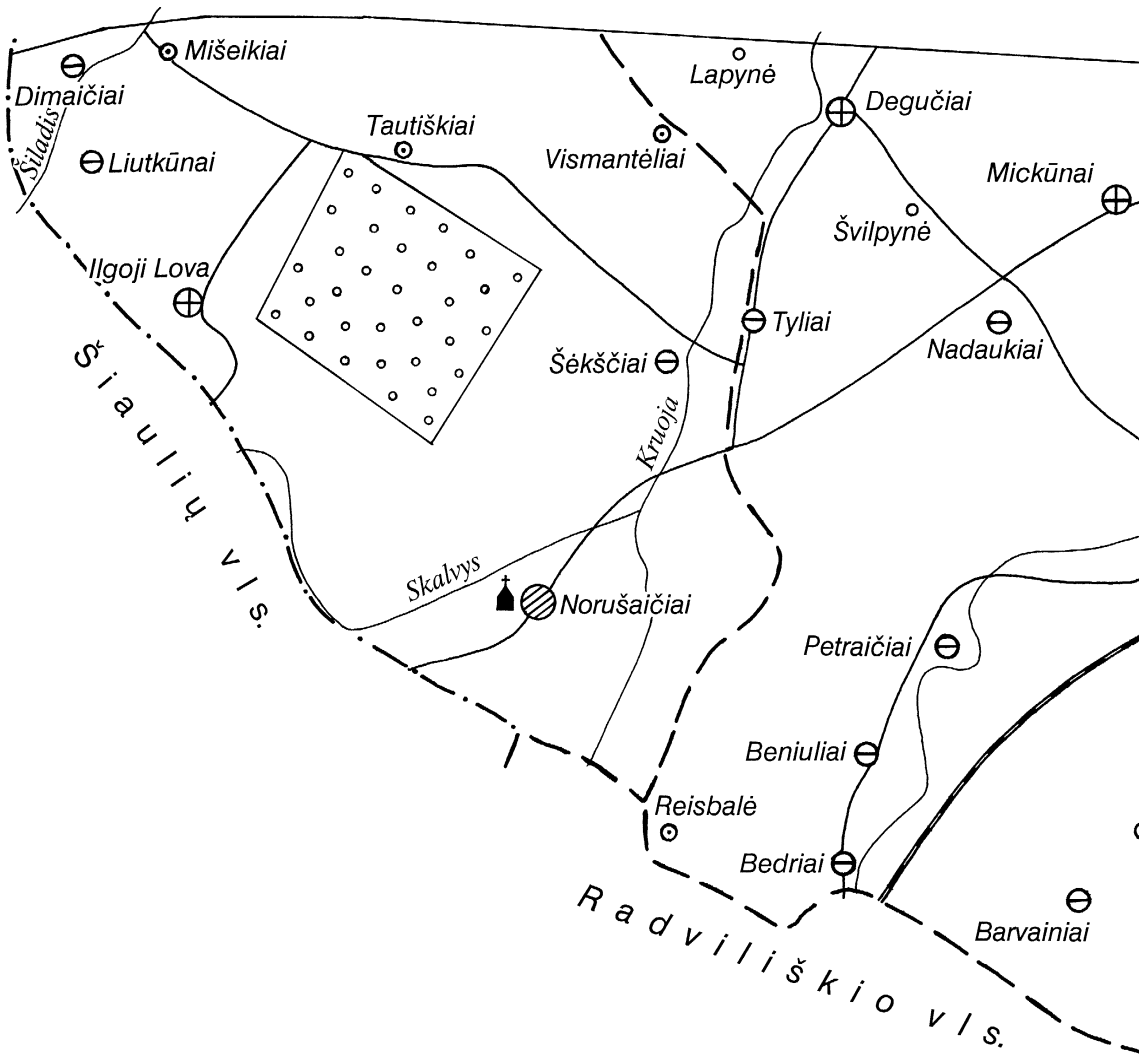 Mišeikiai
Lapynė
Dimaičiai
Degučiai
Šiladis
Tautiškiai
Vismantėliai
Liutkūnai
Mickūnai
Švilpynė
Ilgoji Lova
Tyliai
Nadaukiai
Šėkščiai
Kruoja
Šiaulių vls.
Skalvys
Norušaičiai
Petraičiai
Beniuliai
Reisbalė
Bedriai
Barvainiai
Radviliškio vls.